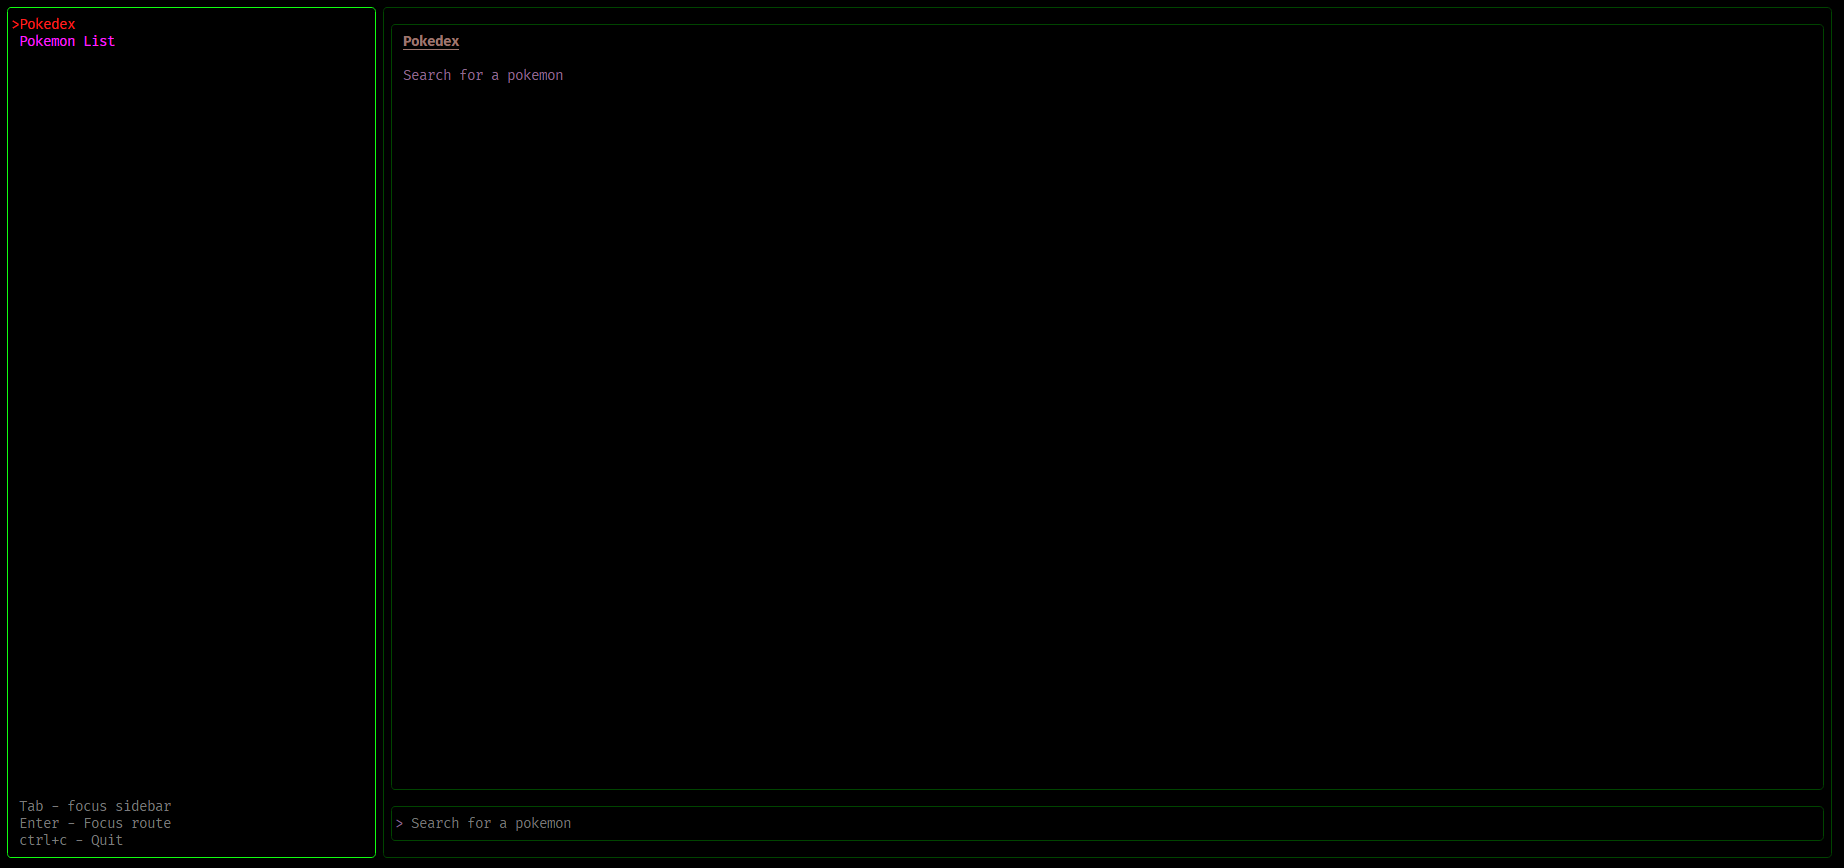 >Pokedex
Pokemon List
Tab - focus sidebar
Enter - Focus route
ctrl+c - Quit
Pokedex
Search for a pokemon
> Search for a pokemon